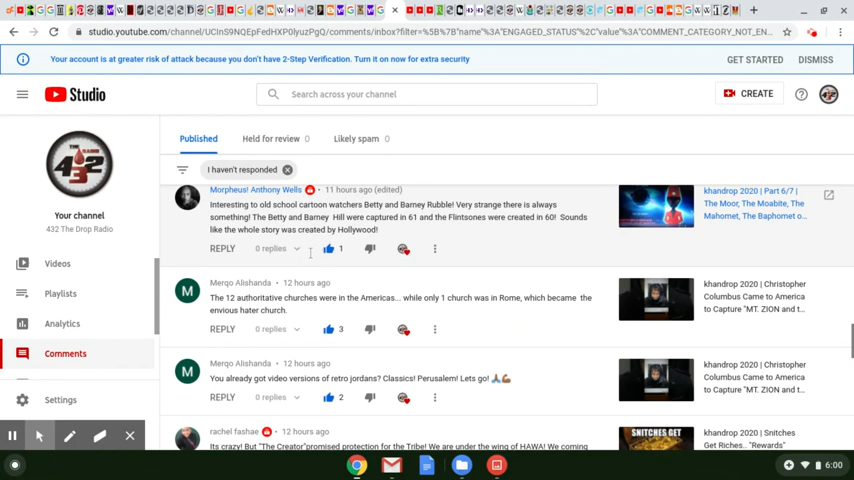 studio.youtube.com/channel/UCInS9NQEpFedHXP0lyuzPgQ/comments/inbox?filter=%5B%7B"name"%3A"ENGAGED_STATUS"%2C"value"%3A"COMMENT_CATEGORY_NOT_EN...
Your account is at greater risk of attack because you don't have 2-Step Verification. Turn it on now for extra security
GET STARTED
DISMISS
Studio
Search across your channel
CREATE
THE RADIO
432
Your channel
432 The Drop Radio
Videos
Playlists
Analytics
Comments
Settings
Published
Held for review 0
Likely spam 0
I haven't responded
Morpheus! Anthony Wells • 11 hours ago (edited)
Interesting to old school cartoon watchers Betty and Barney Rubble! Very strange there is always
something! The Betty and Barney Hill were captured in 61 and the Flintsones were created in 60! Sounds
like the whole story was created by Hollywood!
REPLY 0 replies 1
khandrop 2020 | Part 6/7 |
The Moor, The Moabite, The
Mahomet, The Baphomet o...
Merqo Alishanda • 12 hours ago
The 12 authoritative churches were in the Americas... while only 1 church was in Rome, which became the
envious hater church.
REPLY 0 replies 3
khandrop 2020 | Christopher
Columbus Came to America
to Capture "MT. ZION and t...
Merqo Alishanda • 12 hours ago
You already got video versions of retro jordans? Classics! Perusalem! Lets go! 🙏🏾💪🏾
REPLY 0 replies 2
khandrop 2020 | Christopher
Columbus Came to America
to Capture "MT. ZION and t...
rachel fashae • 12 hours ago
Its crazy! But "The Creator"promised protection for the Tribe! We are under the wing of HAWA! We coming
SNITCHES
GET
khandrop 2020 | Snitches
Get Riches.. "Rewards"
6:00